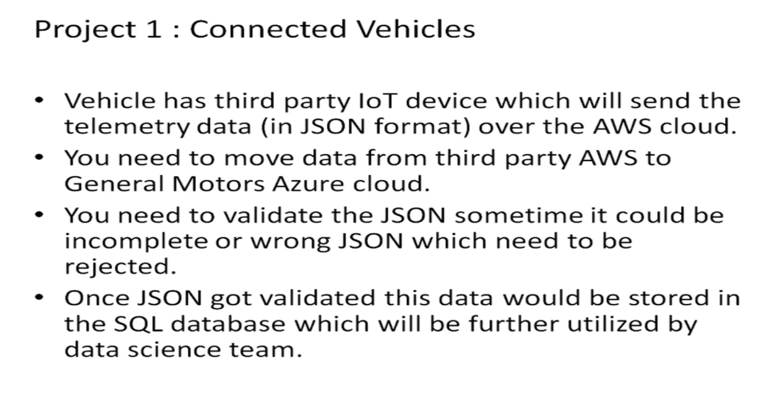 Project 1 : Connected Vehicles
• Vehicle has third party IoT device which will send the
telemetry data (in JSON format) over the AWS cloud.
• You need to move data from third party AWS to
General Motors Azure cloud.
• You need to validate the JSON sometime it could be
incomplete or wrong JSON which need to be
rejected.
• Once JSON got validated this data would be stored in
the SQL database which will be further utilized by
data science team.